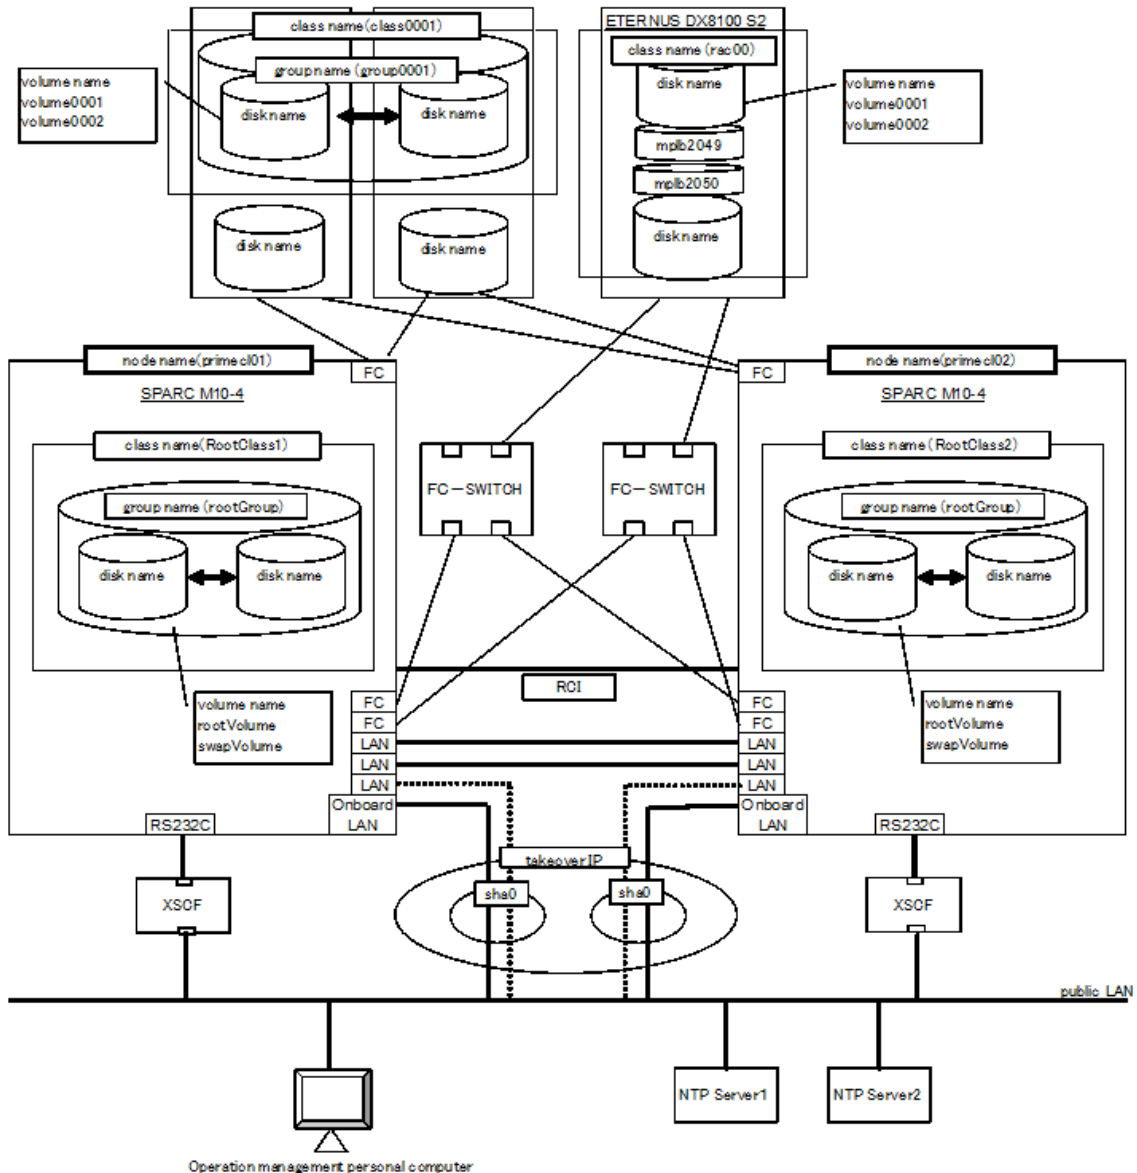 class name(class0001)
group name(group0001)
volume name
volume0001
volume0002
disk name
disk name
disk name
disk name
ETERNUS DX8100 S2
class name(rac00)
disk name
mplb2049
mplb2050
disk name
volume name
volume0001
volume0002
node name(primecl01)
FC
SPARC M10-4
class name(RootClass1)
group name(rootGroup)
disk name
disk name
volume name
rootVolume
swapVolume
FC
FC
LAN
LAN
LAN
Onboard
LAN
RS232C
XSCF
FC-SWITCH
FC-SWITCH
RCI
node name(primecl02)
FC
SPARC M10-4
class name(RootClass2)
group name(rootGroup)
disk name
disk name
volume name
rootVolume
swapVolume
FC
FC
LAN
LAN
LAN
Onboard
LAN
RS232C
XSCF
takeoverIP
sha0
sha0
public LAN
NTP Server1
NTP Server2
Operation management personal computer